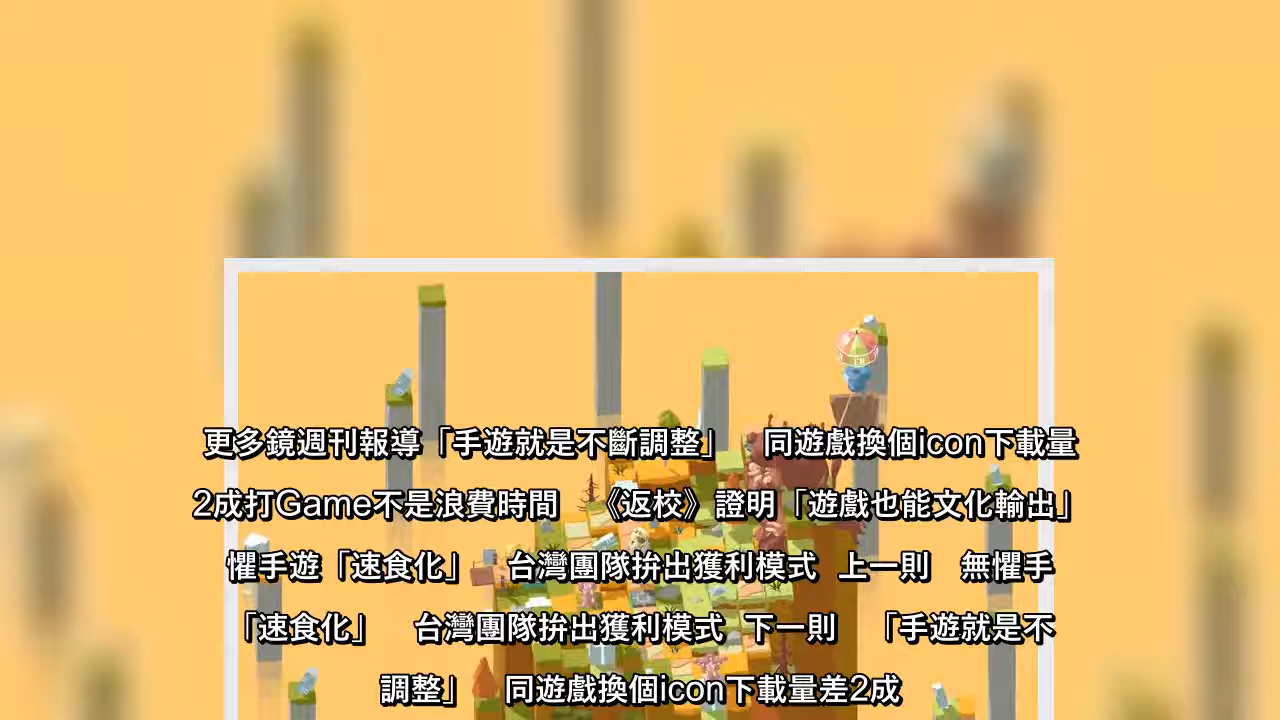 更多鏡週刊報導「手遊就是不斷調整」　同遊戲換個icon下載量
2成打Game不是浪費時間　《返校》證明「遊戲也能文化輸出」
懼手遊「速食化」　台灣團隊拚出獲利模式 上一則　無懼手
「速食化」　台灣團隊拚出獲利模式 下一則　「手遊就是不
調整」　同遊戲換個icon下載量差2成